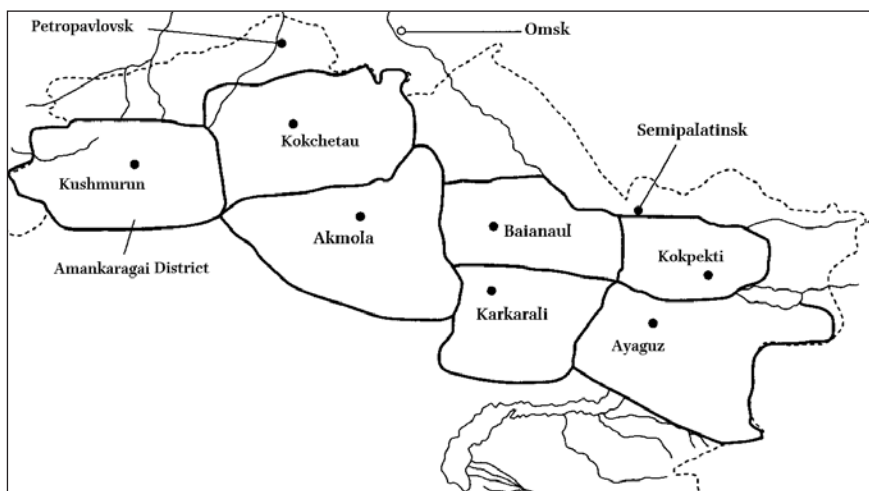 Petropavlovsk
Omsk
Kokchetau
Semipalatinsk
Kushmurun
Akmola
Baianaul
Kokpekti
Amankaragai District
Karkarali
Ayaguz